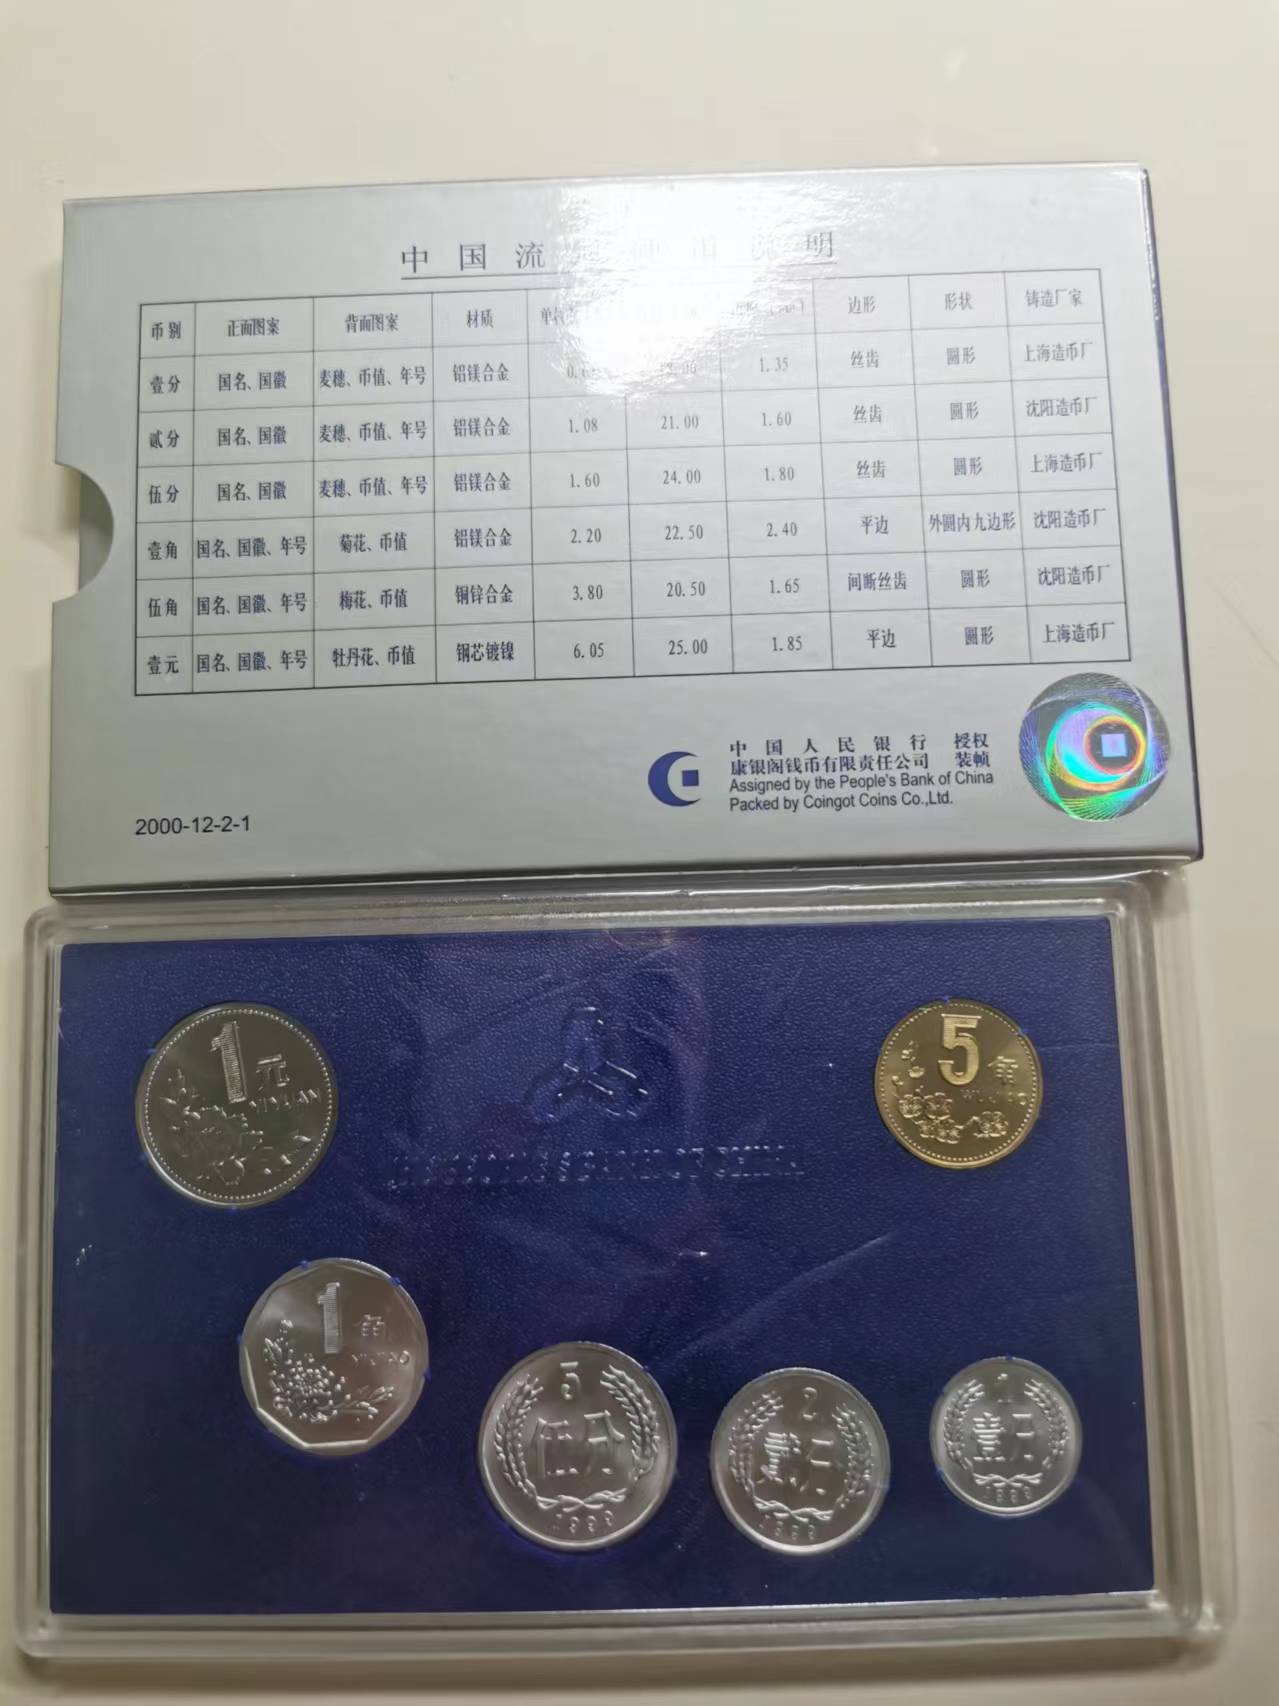 中国流 明
币别 正面图案 背面图案 材质 边形 形状 铸造厂家
壹分 国名、国徽 麦穗、币值、年号 铝镁合金 1.35 丝齿 圆形 上海造币厂
贰分 国名、国徽 麦穗、币值、年号 铝镁合金 1.08 21.00 1.60 丝齿 圆形 沈阳造币厂
伍分 国名、国徽 麦穗、币值、年号 铝镁合金 1.60 24.00 1.80 丝齿 圆形 上海造币厂
壹角 国名、国徽、年号 菊花、币值 铝镁合金 2.20 22.50 2.40 平边 外圆内九边形 沈阳造币厂
伍角 国名、国徽、年号 梅花、币值 铜锌合金 3.80 20.50 1.65 间断丝齿 圆形 沈阳造币厂
壹元 国名、国徽、年号 牡丹花、币值 钢芯镀镍 6.05 25.00 1.85 平边 圆形 上海造币厂
中国人民银行 授权
康银阁钱币有限责任公司 装帧
Assigned by the People's Bank of China
Packed by Coingot Coins Co.,Ltd.
2000-12-2-1
1元
YI YUAN
5角
WU JIAO
OF CHINA
1角
YI JIAO
5
伍分
1999
2
贰分
1999
1
壹分
1999